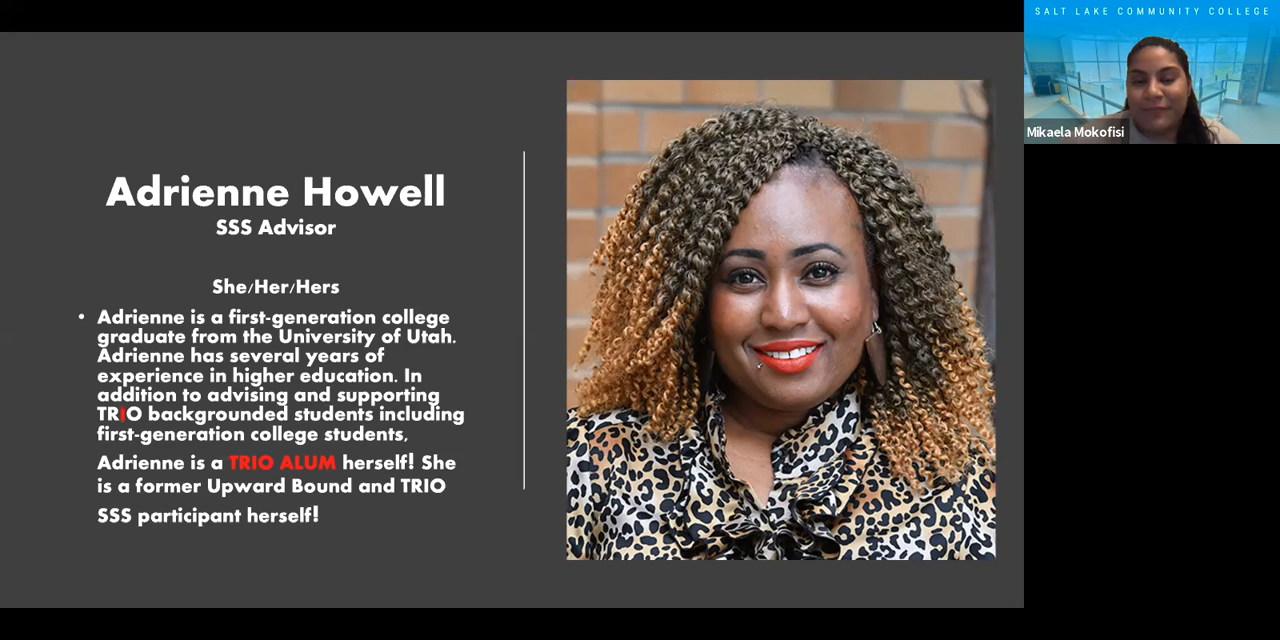 SALT LAKE COMMUNITY COLLEGE
Mikaela Mokofisi
Adrienne Howell
SSS Advisor
She/Her/Hers
• Adrienne is a first-generation college
graduate from the University of Utah.
Adrienne has several years of
experience in higher education. In
addition to advising and supporting
TRIO backgrounded students including
first-generation college students,
Adrienne is a TRIO ALUM herself! She
is a former Upward Bound and TRIO
SSS participant herself!